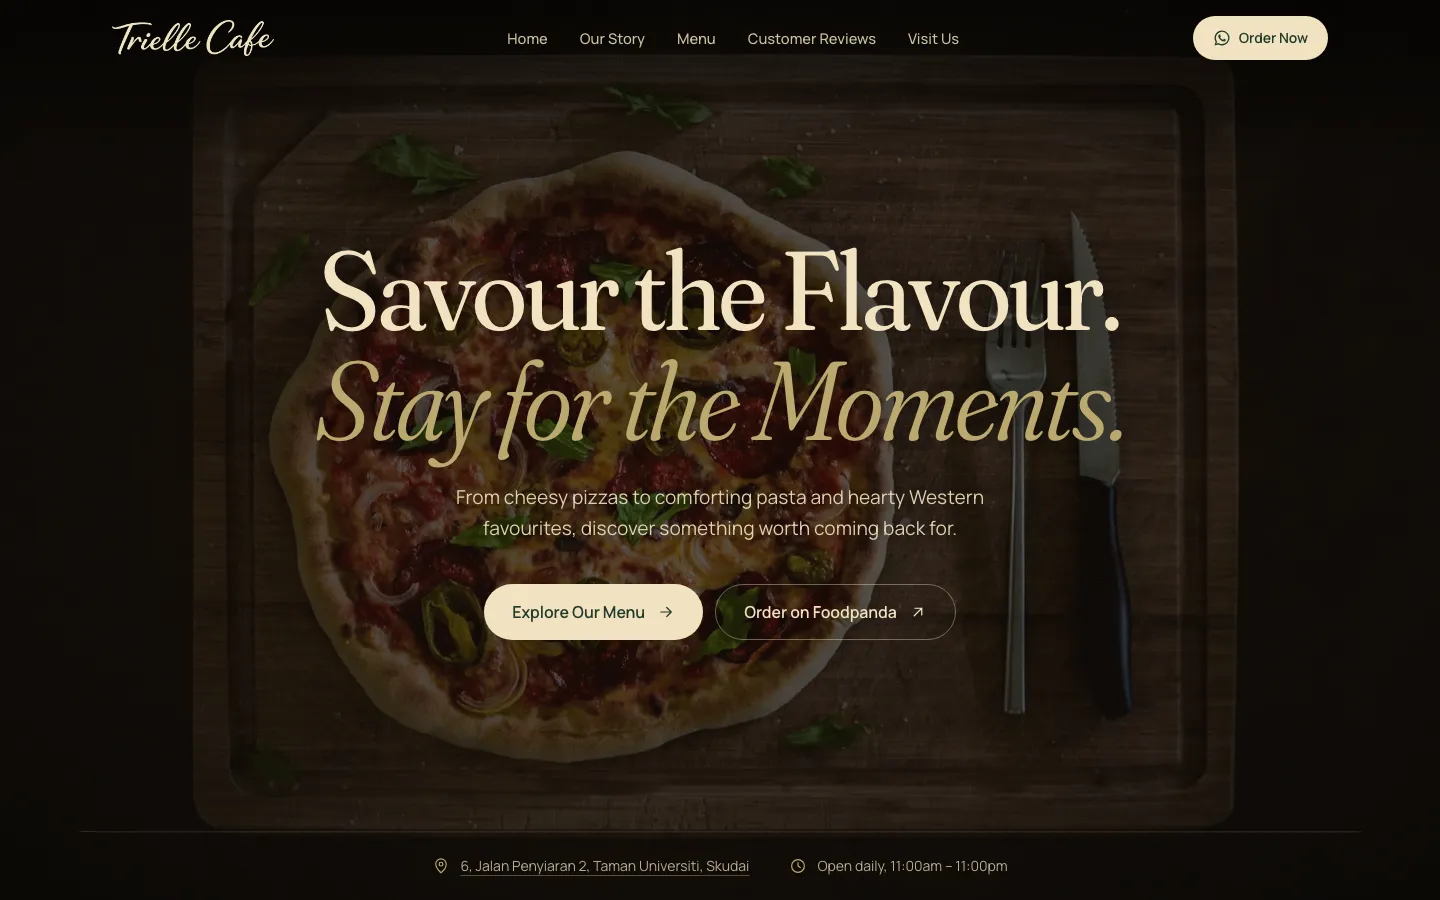 Trielle Cafe
Home
Our Story
Menu
Customer Reviews
Visit Us
Order Now
Savour the Flavour.
Stay for the Moments.
From cheesy pizzas to comforting pasta and hearty Western
favourites, discover something worth coming back for.
Explore Our Menu
Order on Foodpanda
6, Jalan Penyiaran 2, Taman Universiti, Skudai
Open daily, 11:00am – 11:00pm